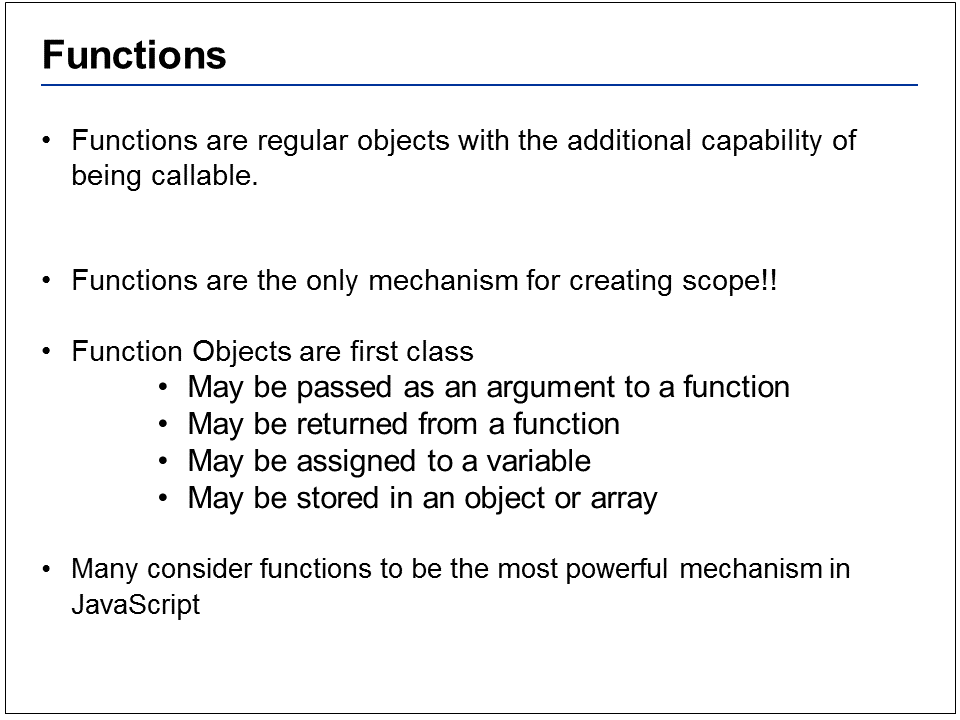 Functions
• Functions are regular objects with the additional capability of
being callable.
• Functions are the only mechanism for creating scope!!
• Function Objects are first class
• May be passed as an argument to a function
• May be returned from a function
• May be assigned to a variable
• May be stored in an object or array
• Many consider functions to be the most powerful mechanism in
JavaScript